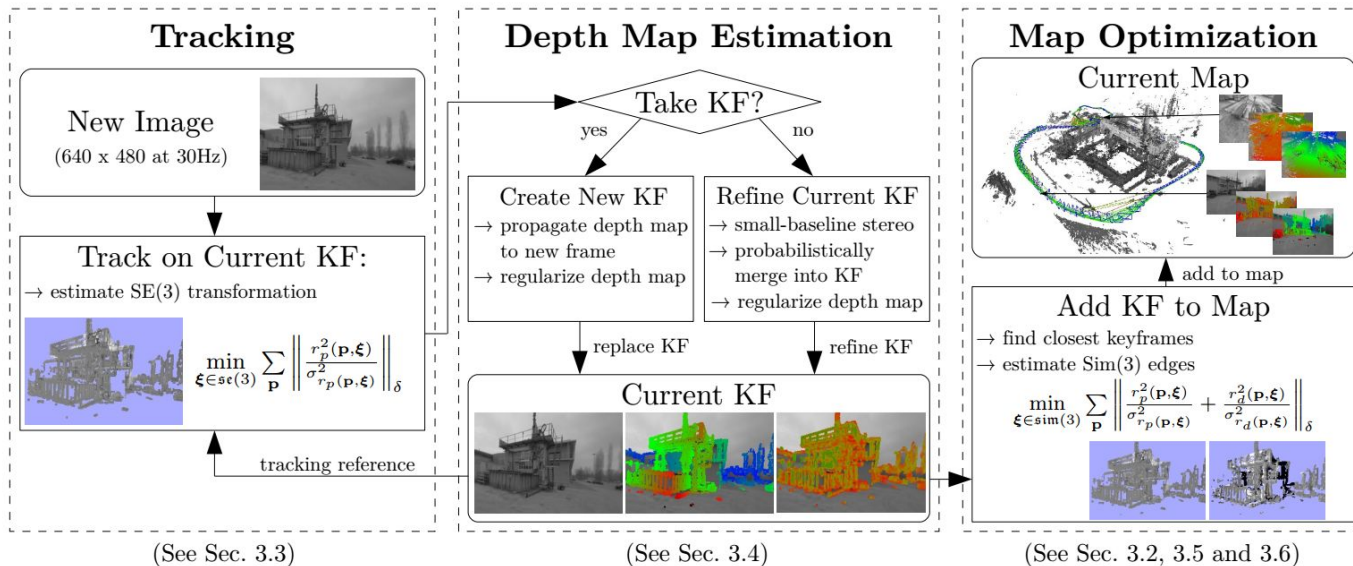 Tracking
New Image
(640 x 480 at 30Hz)
Track on Current KF:
→ estimate SE(3) transformation
min ξ∈𝔰𝔢(3) ∑ p ‖ r²p(p,ξ) / σ²rp(p,ξ) ‖δ
(See Sec. 3.3)
Depth Map Estimation
Take KF?
yes
no
Create New KF
→ propagate depth map
to new frame
→ regularize depth map
Refine Current KF
→ small-baseline stereo
→ probabilistically
merge into KF
→ regularize depth map
replace KF
refine KF
Current KF
tracking reference
(See Sec. 3.4)
Map Optimization
Current Map
add to map
Add KF to Map
→ find closest keyframes
→ estimate Sim(3) edges
min ξ∈𝔰𝔦𝔪(3) ∑ p ‖ r²p(p,ξ) / σ²rp(p,ξ) + r²d(p,ξ) / σ²rd(p,ξ) ‖δ
(See Sec. 3.2, 3.5 and 3.6)